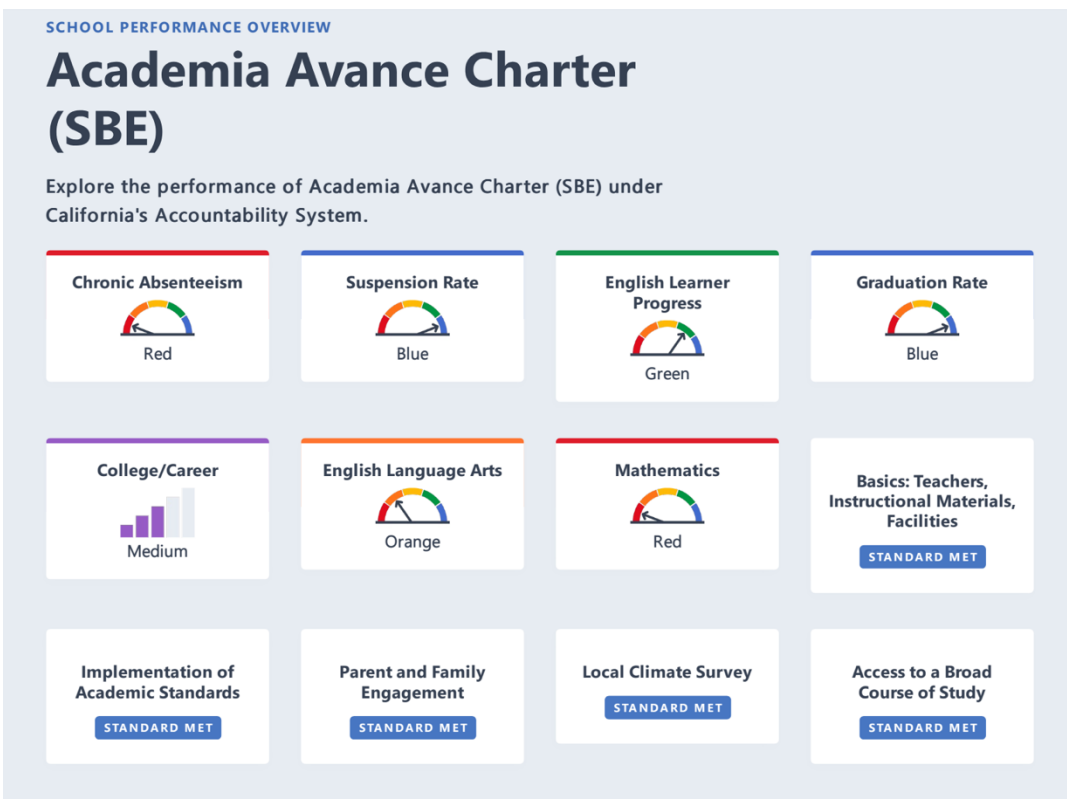 SCHOOL PERFORMANCE OVERVIEW
Academia Avance Charter
(SBE)
Explore the performance of Academia Avance Charter (SBE) under
California's Accountability System.
Chronic Absenteeism
Red
Suspension Rate
Blue
English Learner
Progress
Green
Graduation Rate
Blue
College/Career
Medium
English Language Arts
Orange
Mathematics
Red
Basics: Teachers,
Instructional Materials,
Facilities
STANDARD MET
Implementation of
Academic Standards
STANDARD MET
Parent and Family
Engagement
STANDARD MET
Local Climate Survey
STANDARD MET
Access to a Broad
Course of Study
STANDARD MET